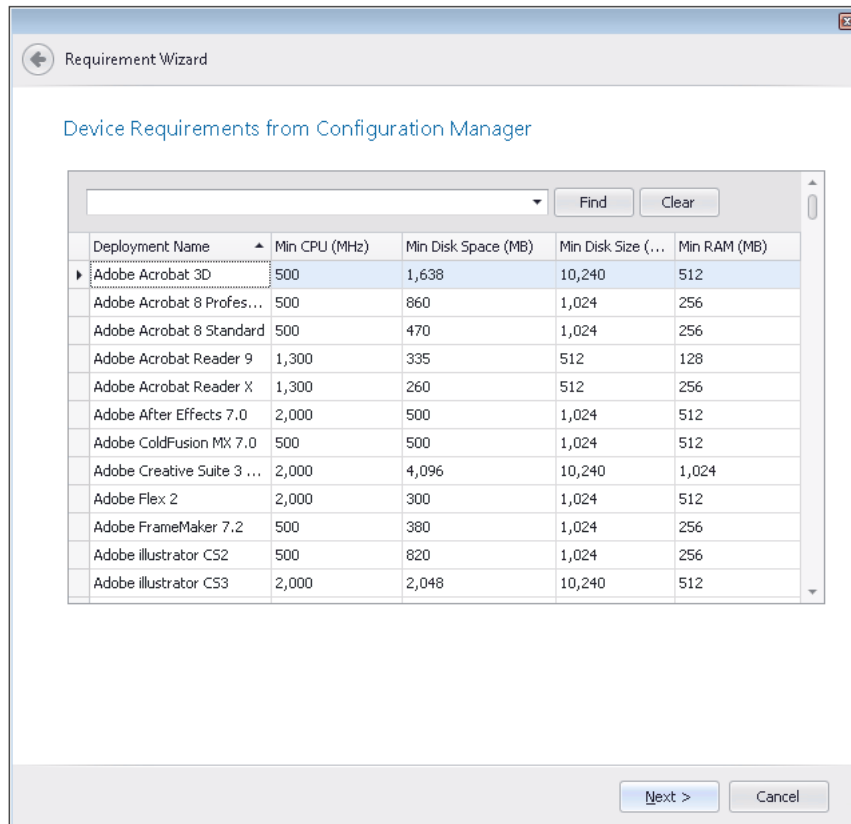 Requirement Wizard
Device Requirements from Configuration Manager
Find Clear
Deployment Name Min CPU (MHz) Min Disk Space (MB) Min Disk Size (... Min RAM (MB)
Adobe Acrobat 3D 500 1,638 10,240 512
Adobe Acrobat 8 Profes... 500 860 1,024 256
Adobe Acrobat 8 Standard 500 470 1,024 256
Adobe Acrobat Reader 9 1,300 335 512 128
Adobe Acrobat Reader X 1,300 260 512 256
Adobe After Effects 7.0 2,000 500 1,024 512
Adobe ColdFusion MX 7.0 500 500 1,024 512
Adobe Creative Suite 3 ... 2,000 4,096 10,240 1,024
Adobe Flex 2 2,000 300 1,024 512
Adobe FrameMaker 7.2 500 380 1,024 256
Adobe illustrator CS2 500 820 1,024 256
Adobe illustrator CS3 2,000 2,048 10,240 512
Next > Cancel